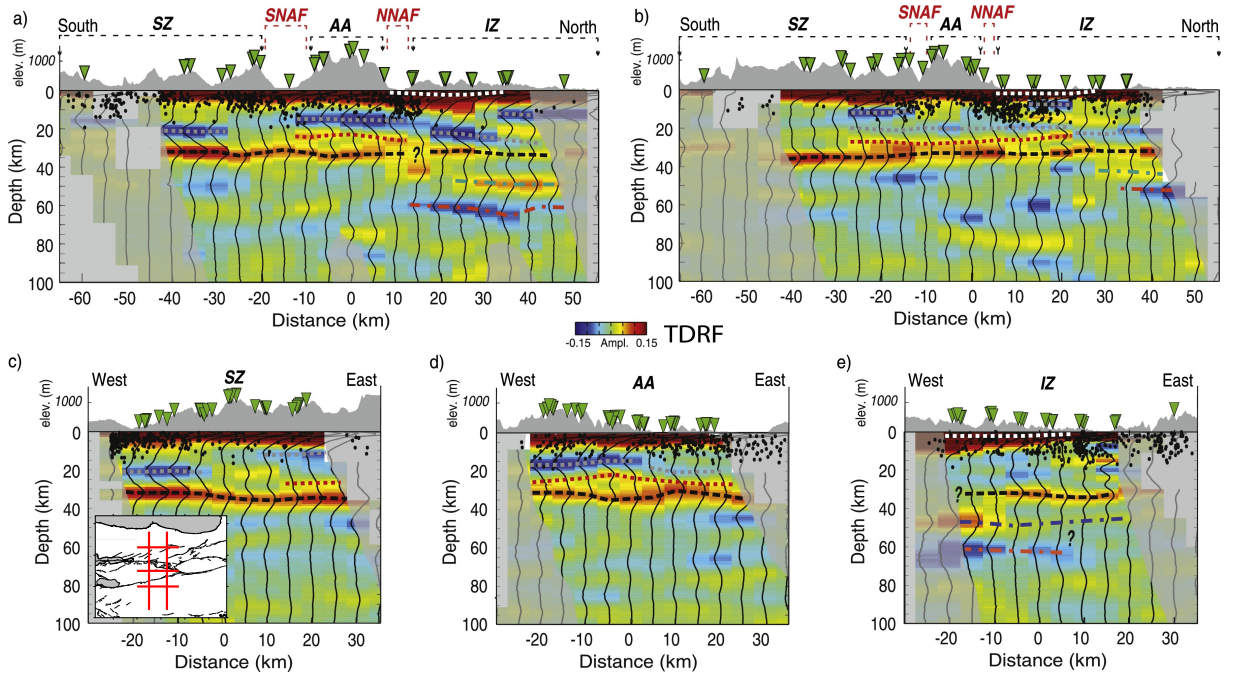 a)
SNAF
NNAF
South
SZ
AA
IZ
North
elev. (m)
1000
0
20
40
60
80
100
Depth (km)
?
-60 -50 -40 -30 -20 -10 0 10 20 30 40 50
Distance (km)
b)
SNAF
NNAF
South
SZ
AA
IZ
North
elev. (m)
1000
0
20
40
60
80
100
Depth (km)
-60 -50 -40 -30 -20 -10 0 10 20 30 40 50
Distance (km)
-0.15 Ampl. 0.15
TDRF
c)
West
SZ
East
elev. (m)
1000
0
20
40
60
80
100
Depth (km)
-20 -10 0 10 20 30
Distance (km)
d)
West
AA
East
elev. (m)
1000
0
20
40
60
80
100
Depth (km)
-20 -10 0 10 20 30
Distance (km)
e)
West
IZ
East
elev. (m)
1000
0
20
40
60
80
100
Depth (km)
?
?
-20 -10 0 10 20 30
Distance (km)